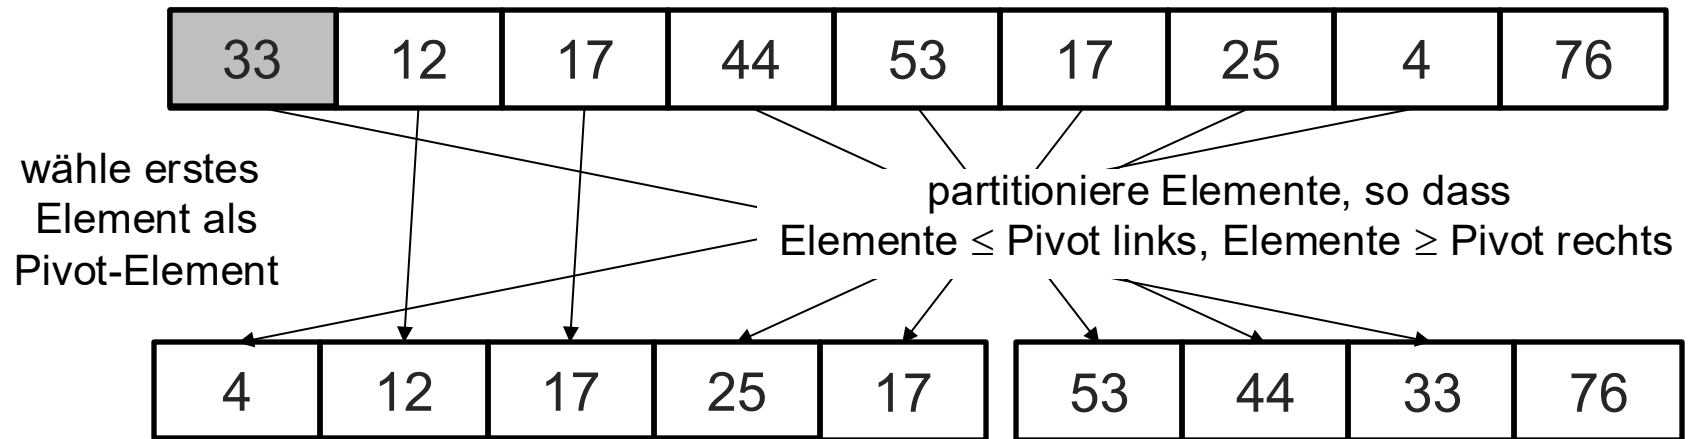 33 12 17 44 53 17 25 4 76
wähle erstes
Element als
Pivot-Element
partitioniere Elemente, so dass
Elemente ≤ Pivot links, Elemente ≥ Pivot rechts
4 12 17 25 17 53 44 33 76